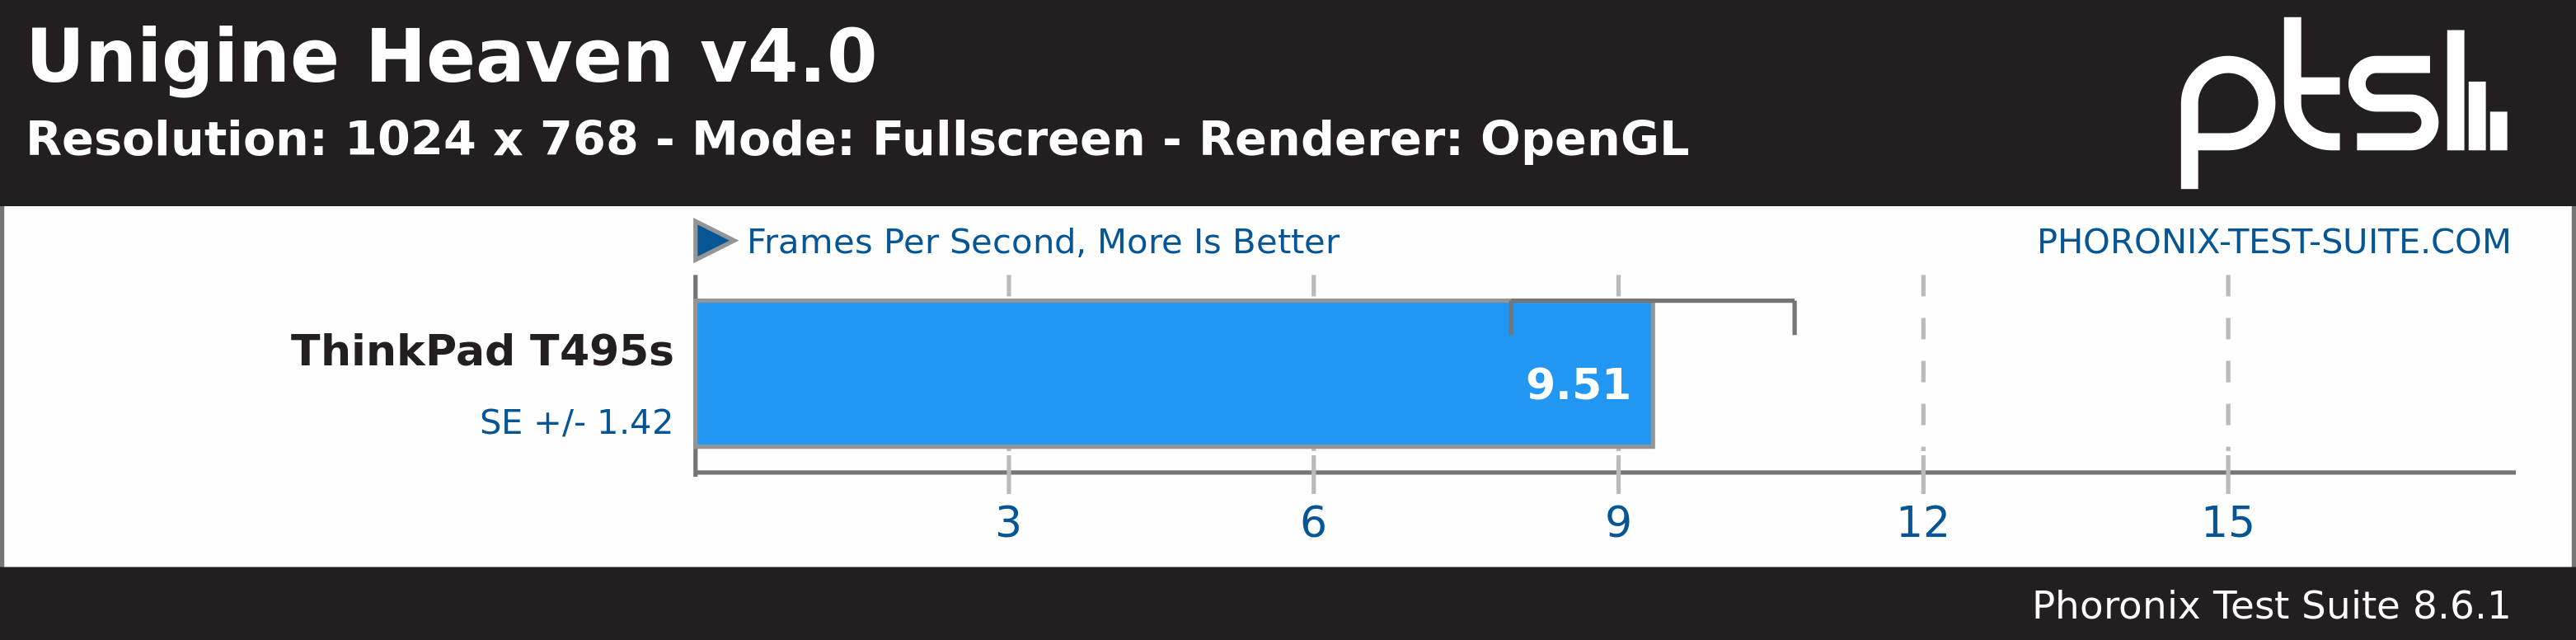 Unigine Heaven v4.0
Resolution: 1024 x 768 - Mode: Fullscreen - Renderer: OpenGL
ptsl
Frames Per Second, More Is Better
PHORONIX-TEST-SUITE.COM
ThinkPad T495s
9.51
SE +/- 1.42
3
6
9
12
15
Phoronix Test Suite 8.6.1